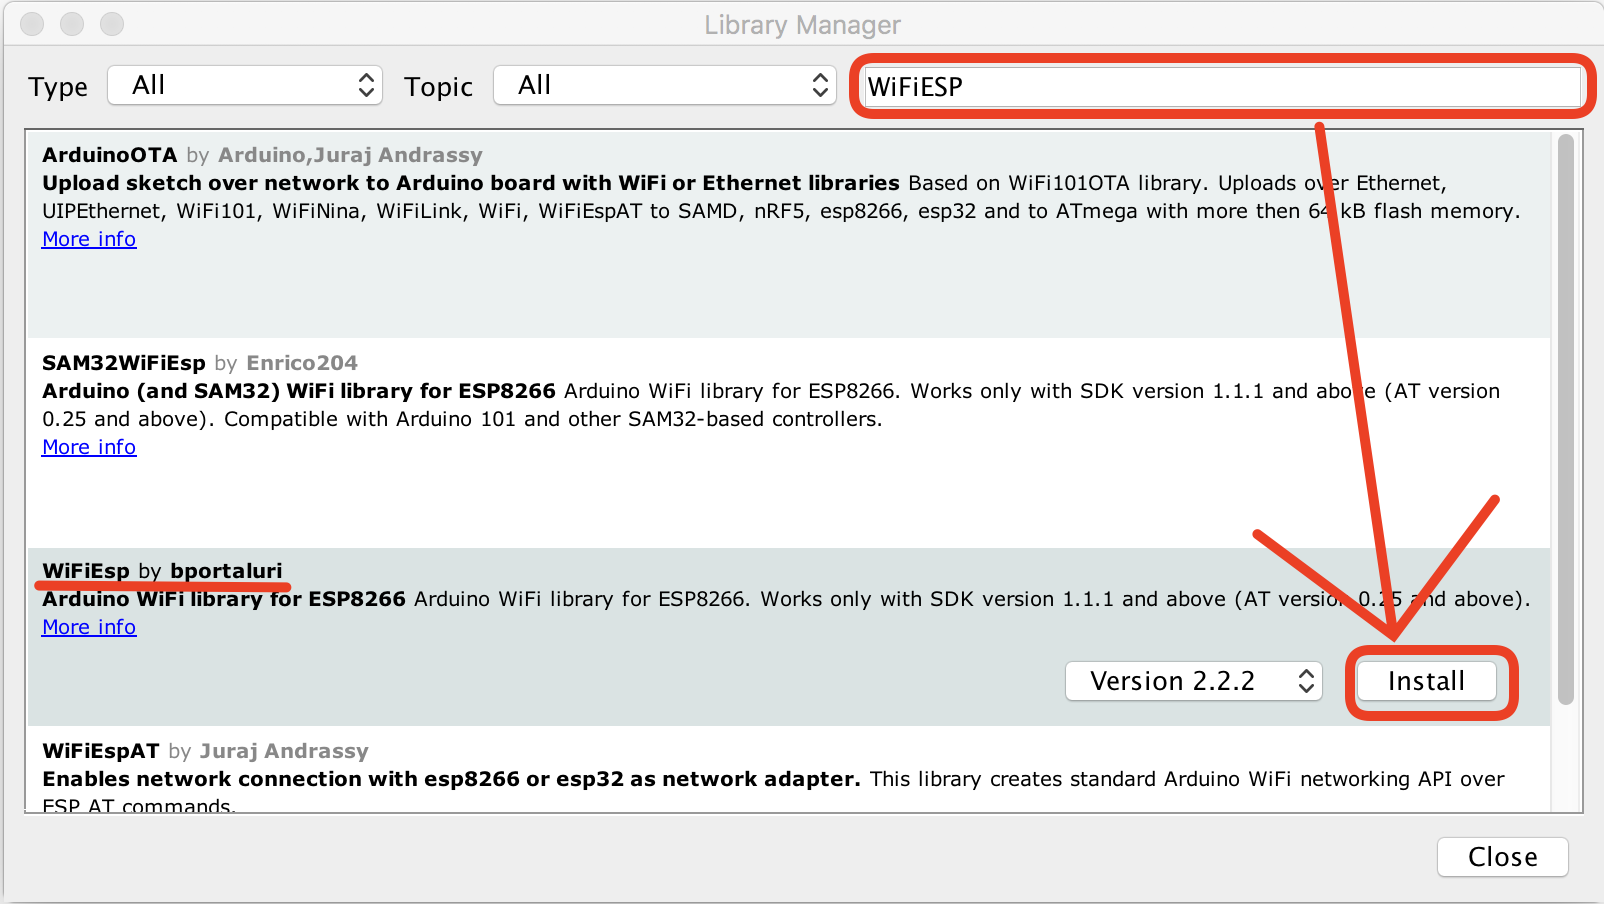 Library Manager
Type All Topic All WiFiESP
ArduinoOTA by Arduino,Juraj Andrassy
Upload sketch over network to Arduino board with WiFi or Ethernet libraries Based on WiFi101OTA library. Uploads over Ethernet,
UIPEthernet, WiFi101, WiFiNina, WiFiLink, WiFi, WiFiEspAT to SAMD, nRF5, esp8266, esp32 and to ATmega with more then 64 kB flash memory.
More info
SAM32WiFiEsp by Enrico204
Arduino (and SAM32) WiFi library for ESP8266 Arduino WiFi library for ESP8266. Works only with SDK version 1.1.1 and above (AT version
0.25 and above). Compatible with Arduino 101 and other SAM32-based controllers.
More info
WiFiEsp by bportaluri
Arduino WiFi library for ESP8266 Arduino WiFi library for ESP8266. Works only with SDK version 1.1.1 and above (AT version 0.25 and above).
More info
Version 2.2.2 Install
WiFiEspAT by Juraj Andrassy
Enables network connection with esp8266 or esp32 as network adapter. This library creates standard Arduino WiFi networking API over
ESP AT commands.
Close